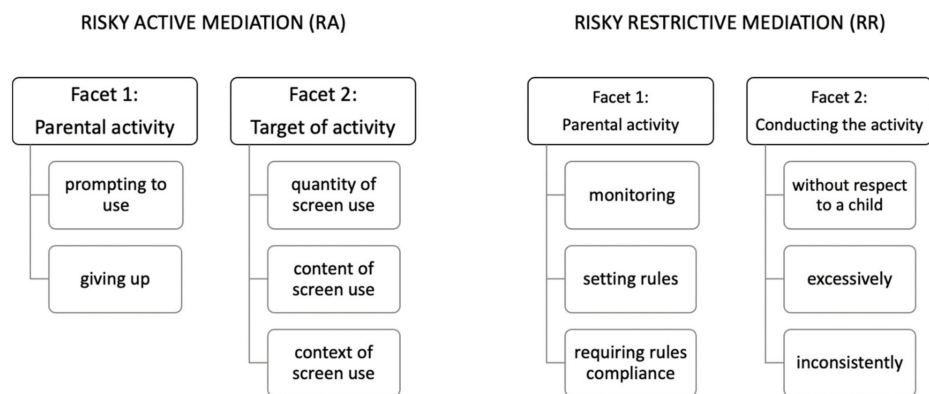 RISKY ACTIVE MEDIATION (RA)
Facet 1:
Parental activity
prompting to
use
giving up
Facet 2:
Target of activity
quantity of
screen use
content of
screen use
context of
screen use
RISKY RESTRICTIVE MEDIATION (RR)
Facet 1:
Parental activity
monitoring
setting rules
requiring rules
compliance
Facet 2:
Conducting the activity
without respect
to a child
excessively
inconsistently